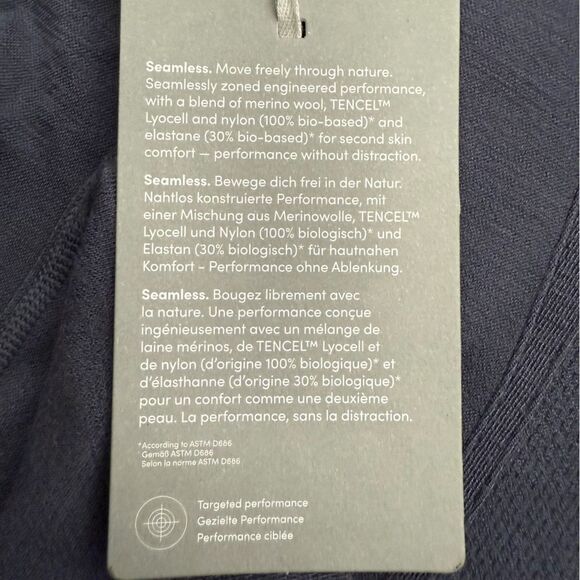 Seamless. Move freely through nature.
Seamlessly zoned engineered performance,
with a blend of merino wool, TENCEL™
Lyocell and nylon (100% bio-based)* and
elastane (30% bio-based)* for second skin
comfort — performance without distraction.
Seamless. Bewege dich frei in der Natur.
Nahtlos konstruierte Performance, mit
einer Mischung aus Merinowolle, TENCEL™
Lyocell und Nylon (100% biologisch)* und
Elastan (30% biologisch)* für hautnahen
Komfort - Performance ohne Ablenkung.
Seamless. Bougez librement avec
la nature. Une performance conçue
ingénieusement avec un mélange de
laine mérinos, de TENCEL™ Lyocell et
de nylon (d'origine 100% biologique)* et
d'élasthanne (d'origine 30% biologique)*
pour un confort comme une deuxième
peau. La performance, sans la distraction.
*According to ASTM D686
*Gemäß ASTM D686
Selon la norme ASTM D686
Targeted performance
Gezielte Performance
Performance ciblée